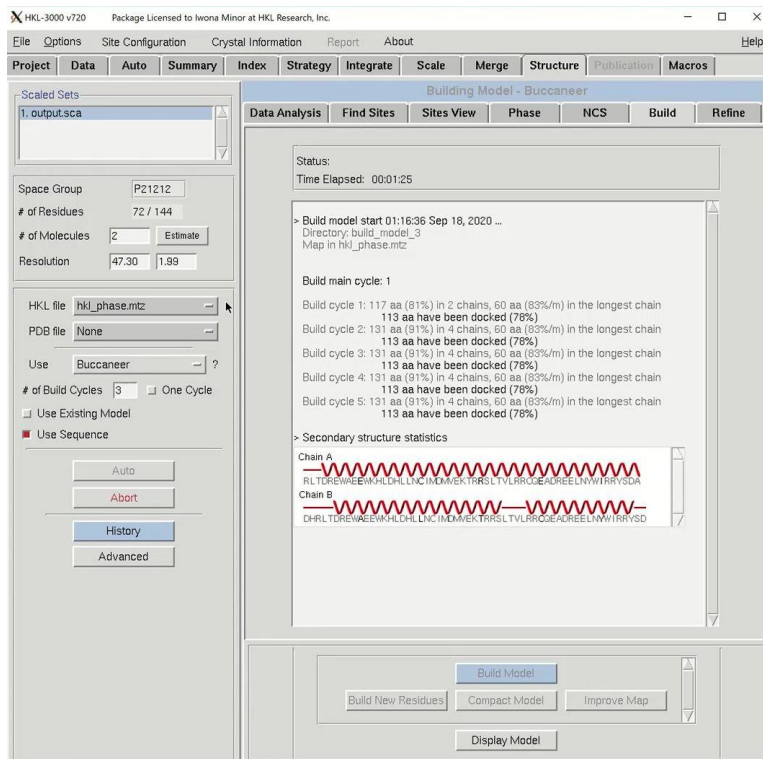 HKL-3000 v720 Package Licensed to Iwona Minor at HKL Research, Inc.
File Options Site Configuration Crystal Information Report About Help
Project Data Auto Summary Index Strategy Integrate Scale Merge Structure Publication Macros
Scaled Sets
1. output.sca
Space Group P21212
# of Residues 72 / 144
# of Molecules 2 Estimate
Resolution 47.30 1.99
HKL file hkl_phase.mtz
PDB file None
Use Buccaneer ?
# of Build Cycles 3 One Cycle
Use Existing Model
Use Sequence
Auto
Abort
History
Advanced
Building Model - Buccaneer
Data Analysis Find Sites Sites View Phase NCS Build Refine
Status:
Time Elapsed: 00:01:25
> Build model start 01:16:36 Sep 18, 2020 ...
Directory: build_model_3
Map in hkl_phase.mtz
Build main cycle: 1
Build cycle 1: 117 aa (81%) in 2 chains, 60 aa (83%/m) in the longest chain
113 aa have been docked (78%)
Build cycle 2: 131 aa (91%) in 4 chains, 60 aa (83%/m) in the longest chain
113 aa have been docked (78%)
Build cycle 3: 131 aa (91%) in 4 chains, 60 aa (83%/m) in the longest chain
113 aa have been docked (78%)
Build cycle 4: 131 aa (91%) in 4 chains, 60 aa (83%/m) in the longest chain
113 aa have been docked (78%)
Build cycle 5: 131 aa (91%) in 4 chains, 60 aa (83%/m) in the longest chain
113 aa have been docked (78%)
> Secondary structure statistics
Chain A
RLTDREWAEEWKHLDHLLNCIMDMVEKTRRSLTVLRRCQEADREELNYWIRRYSDA
Chain B
DHRLTDREWAEEWKHLDHLLNCIMDMVEKTRRSLTVLRRCQEADREELNYWIRRYSD
Build Model
Build New Residues Compact Model Improve Map
Display Model